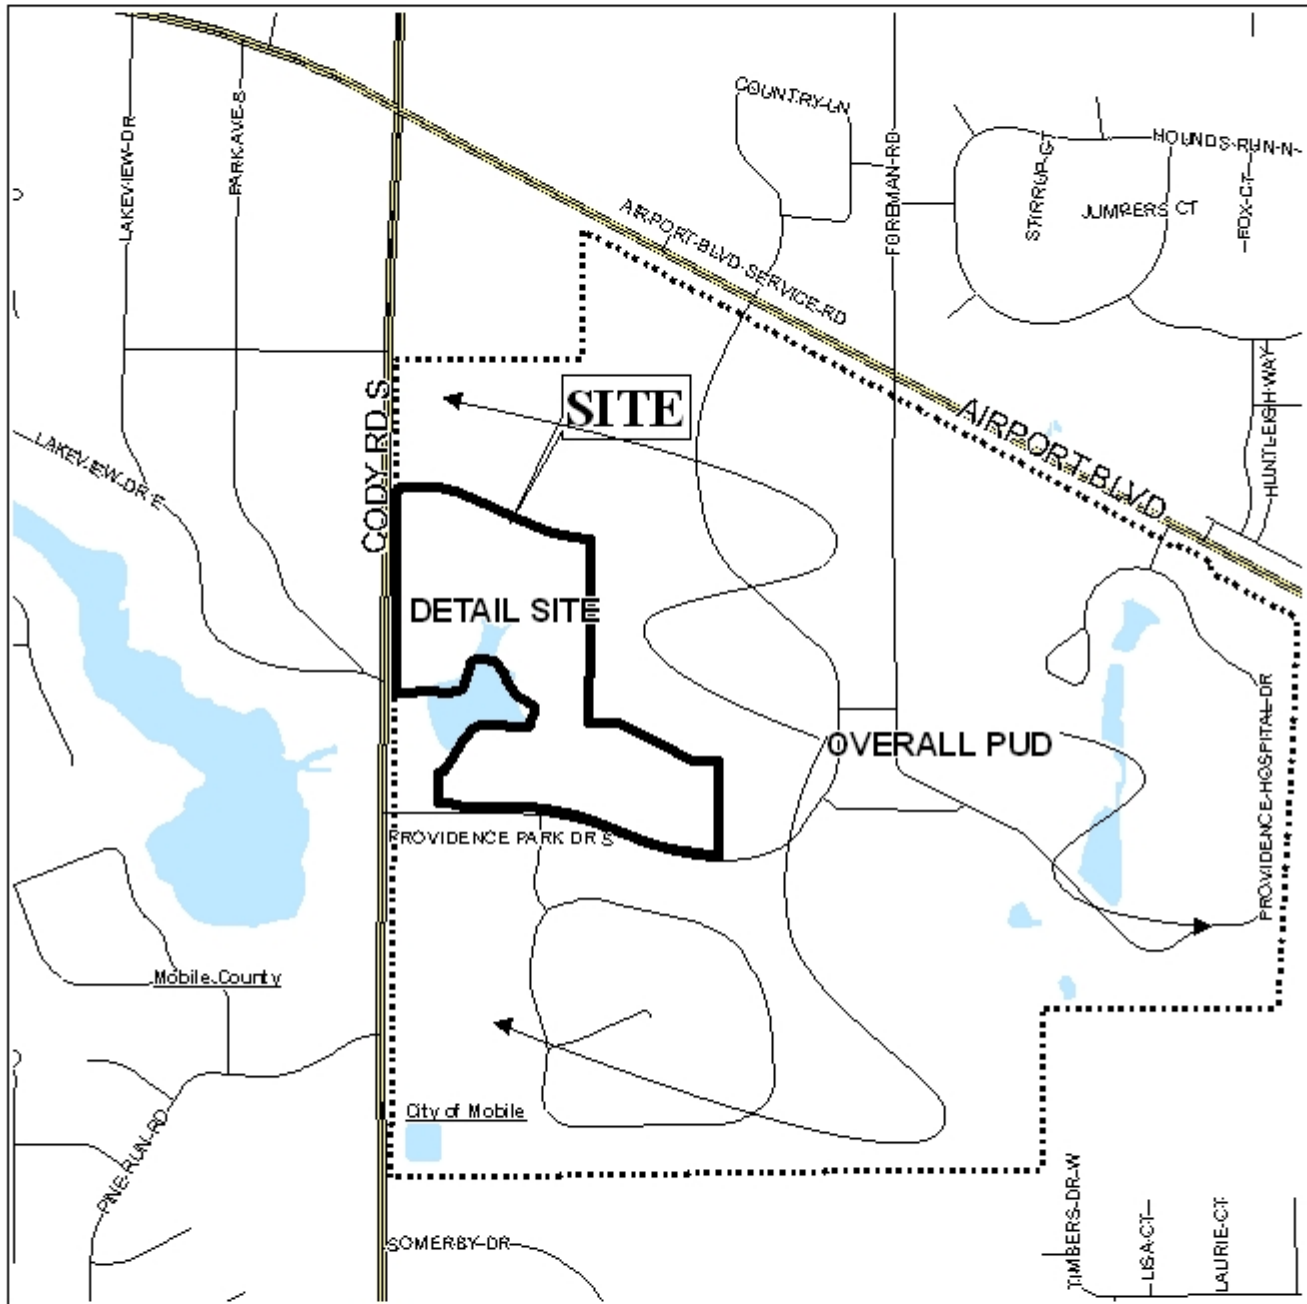 COUNTRY LN
LAKEVIEW-DR
PARK AVE S
FOREMAN-RD
HOUNDS-RUN-N
STIRRUP-CT
JUMPERS CT
FOX-CT
AIRPORT-BLVD-SERVICE-RD
HUNTLEIGH WAY
SITE
CODY RD S
AIRPORT BLVD
LAKEVIEW-DR E
DETAIL SITE
OVERALL PUD
PROVIDENCE-HOSPITAL-DR
PROVIDENCE PARK DR S
Mobile County
City of Mobile
PINE-RUN-RD
SOMERBY-DR
TIMBERS-DR-W
LISA-CT
LAURIE-CT